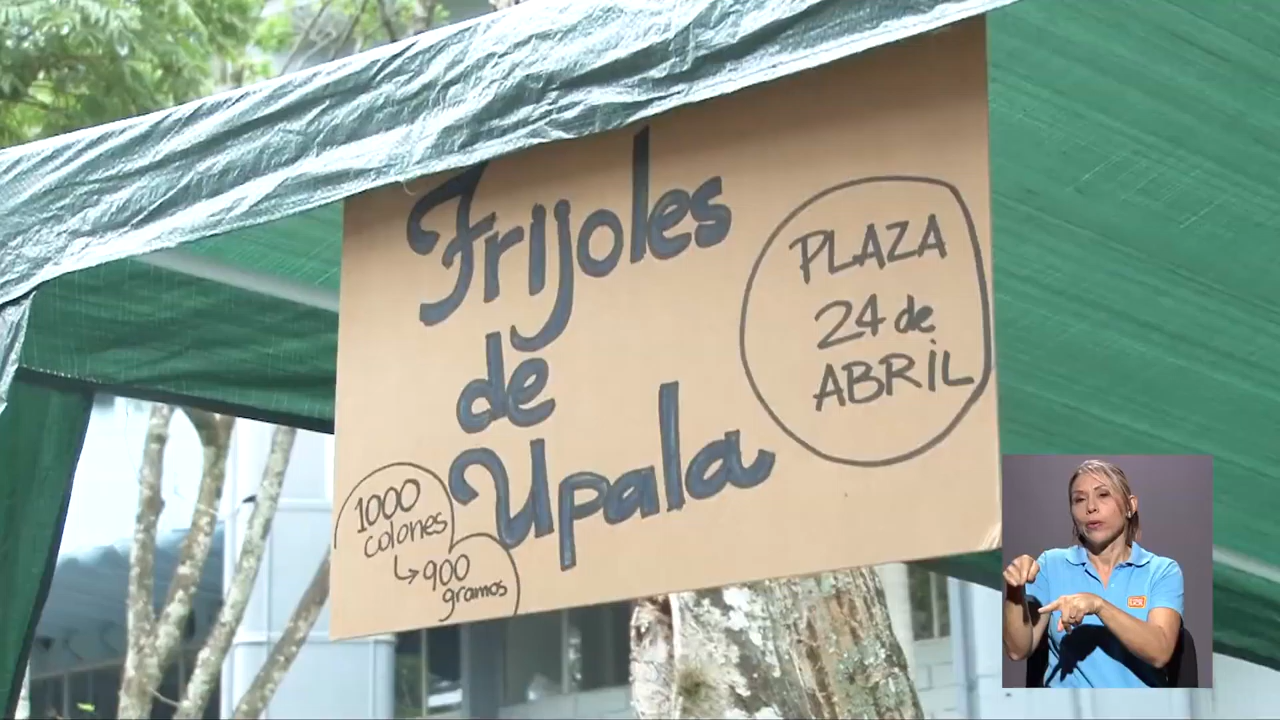 Frijoles
de
Upala
PLAZA
24 de
ABRIL
1000
colones
↳900
gramos